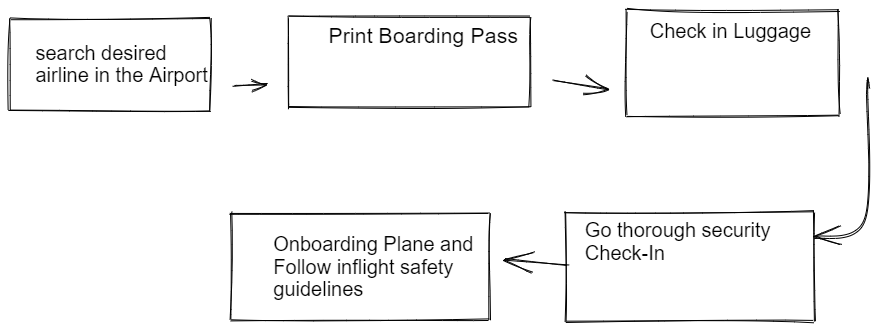 search desired
airline in the Airport
Print Boarding Pass
Check in Luggage
Go thorough security
Check-In
Onboarding Plane and
Follow inflight safety
guidelines